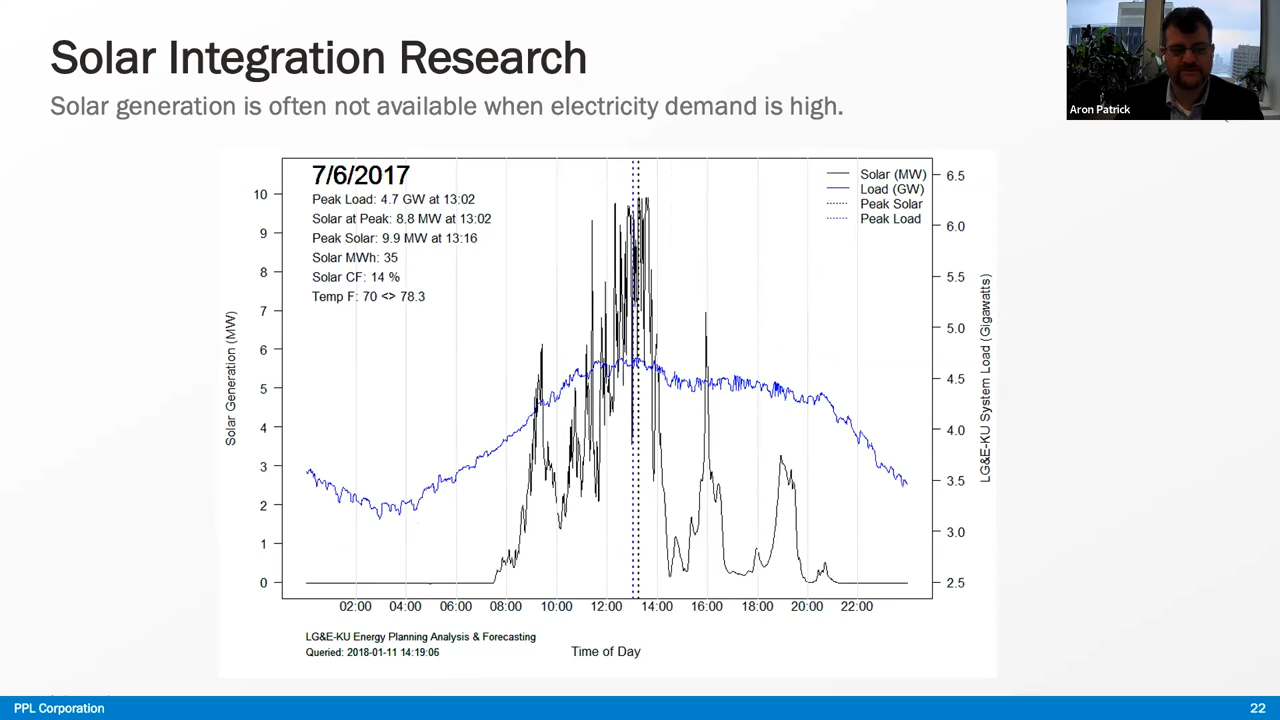 Solar Integration Research
Solar generation is often not available when electricity demand is high.
Aron Patrick
7/6/2017
Peak Load: 4.7 GW at 13:02
Solar at Peak: 8.8 MW at 13:02
Peak Solar: 9.9 MW at 13:16
Solar MWh: 35
Solar CF: 14 %
Temp F: 70 <> 78.3
Solar (MW)
Load (GW)
Peak Solar
Peak Load
10
9
8
7
6
5
4
3
2
1
0
Solar Generation (MW)
6.5
6.0
5.5
5.0
4.5
4.0
3.5
3.0
2.5
LG&E-KU System Load (Gigawatts)
02:00 04:00 06:00 08:00 10:00 12:00 14:00 16:00 18:00 20:00 22:00
Time of Day
LG&E-KU Energy Planning Analysis & Forecasting
Queried: 2018-01-11 14:19:06
PPL Corporation
22